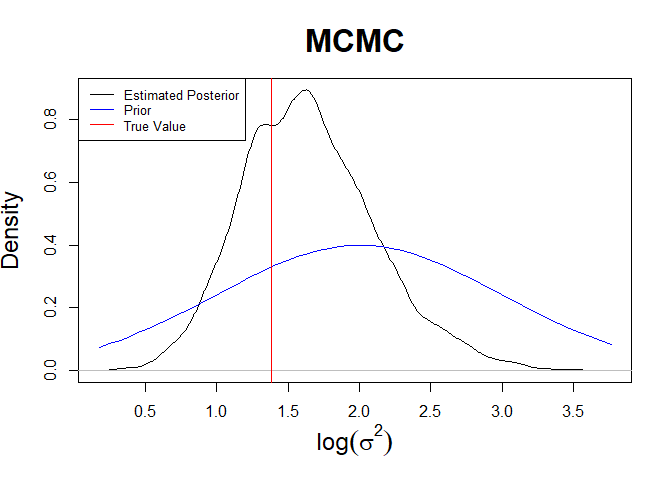 MCMC
Estimated Posterior
Prior
True Value
Density
0.0
0.2
0.4
0.6
0.8
0.5 1.0 1.5 2.0 2.5 3.0 3.5
log(σ²)